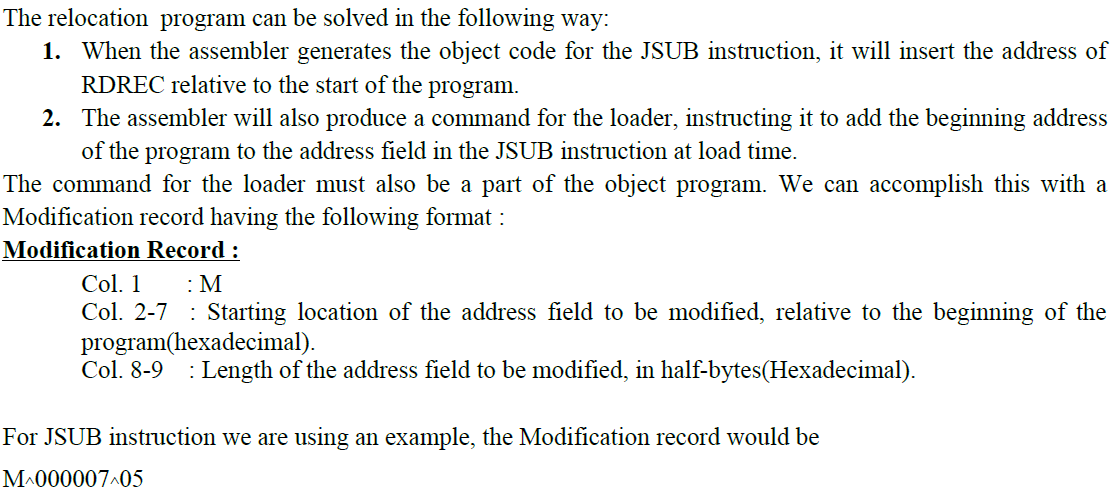 The relocation program can be solved in the following way:
1. When the assembler generates the object code for the JSUB instruction, it will insert the address of
RDREC relative to the start of the program.
2. The assembler will also produce a command for the loader, instructing it to add the beginning address
of the program to the address field in the JSUB instruction at load time.
The command for the loader must also be a part of the object program. We can accomplish this with a
Modification record having the following format :
Modification Record :
Col. 1 : M
Col. 2-7 : Starting location of the address field to be modified, relative to the beginning of the
program(hexadecimal).
Col. 8-9 : Length of the address field to be modified, in half-bytes(Hexadecimal).
For JSUB instruction we are using an example, the Modification record would be
M^000007^05